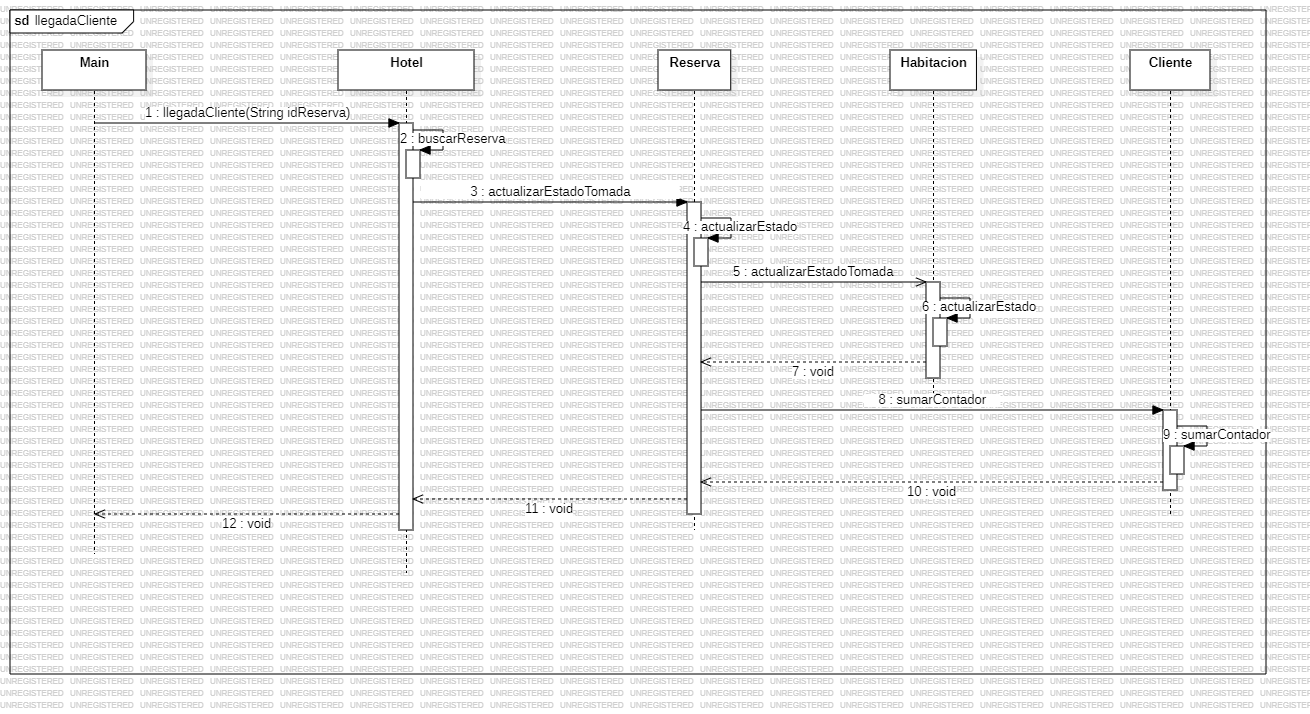 sd llegadaCliente
Main
Hotel
Reserva
Habitacion
Cliente
1 : llegadaCliente(String idReserva)
2 : buscarReserva
3 : actualizarEstadoTomada
4 : actualizarEstado
5 : actualizarEstadoTomada
6 : actualizarEstado
7 : void
8 : sumarContador
9 : sumarContador
10 : void
11 : void
12 : void
UNREGISTERED